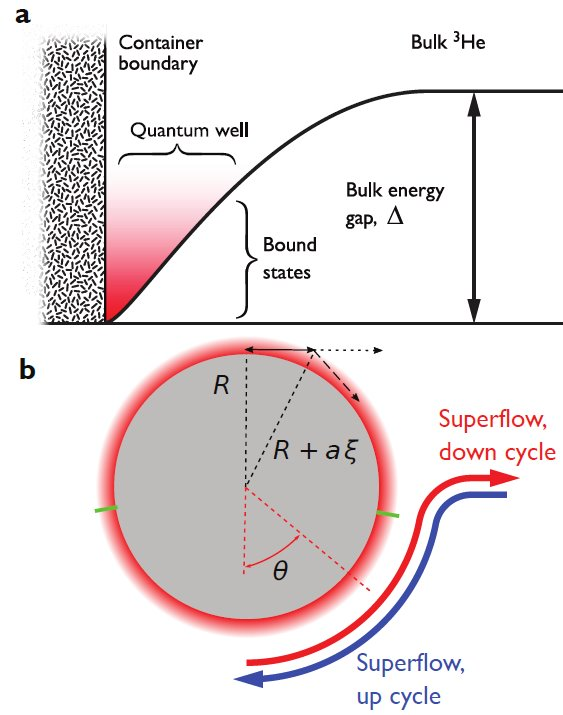 a
Container
boundary
Bulk ³He
Quantum well
Bulk energy
gap, Δ
Bound
states
b
R
R + aξ
θ
Superflow,
down cycle
Superflow,
up cycle